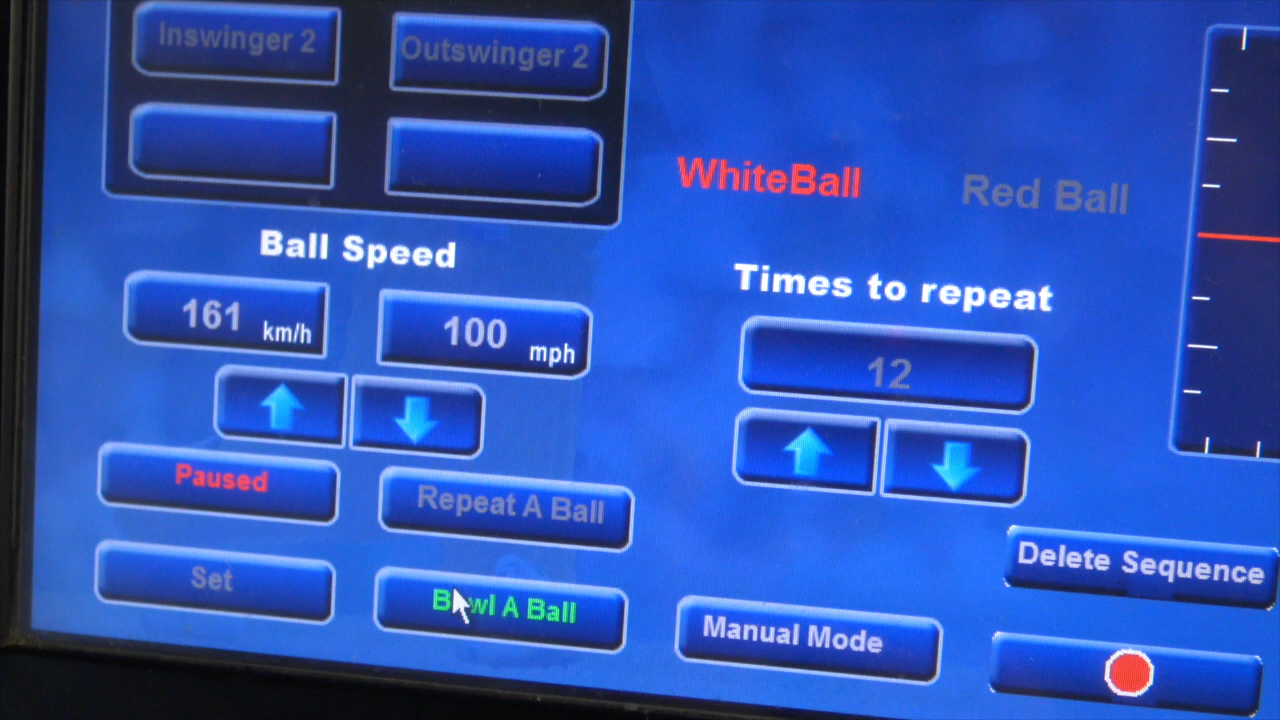 Inswinger 2
Outswinger 2
WhiteBall
Red Ball
Ball Speed
161 km/h
100 mph
Times to repeat
12
Paused
Repeat A Ball
Set
Bowl A Ball
Manual Mode
Delete Sequence